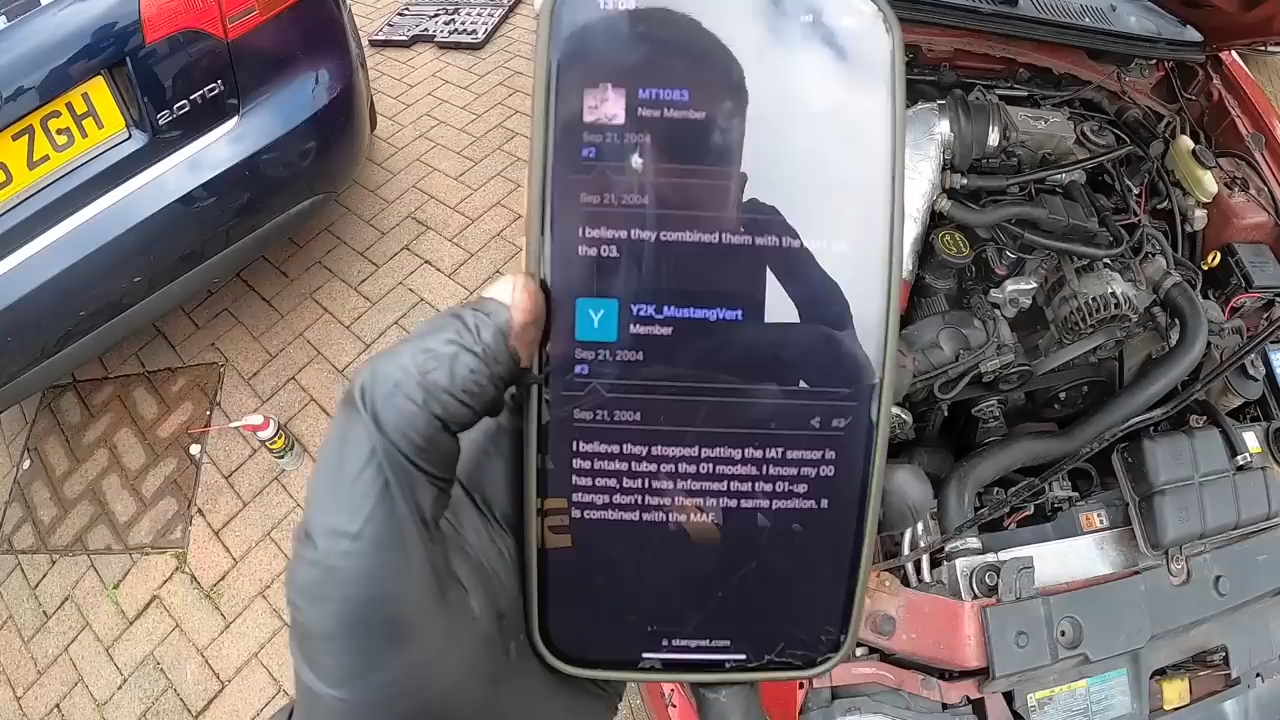 13:08
MT1083
New Member
Sep 21, 2004
#2
Sep 21, 2004
I believe they combined them with the
the 03.
Y
Y2K_MustangVert
Member
Sep 21, 2004
#3
Sep 21, 2004
#3
I believe they stopped putting the IAT sensor in
the intake tube on the 01 models. I know my 00
has one, but I was informed that the 01-up
stangs don't have them in the same position. It
is combined with the MAF.
stangnet.com
ZGH
2.0 TDI